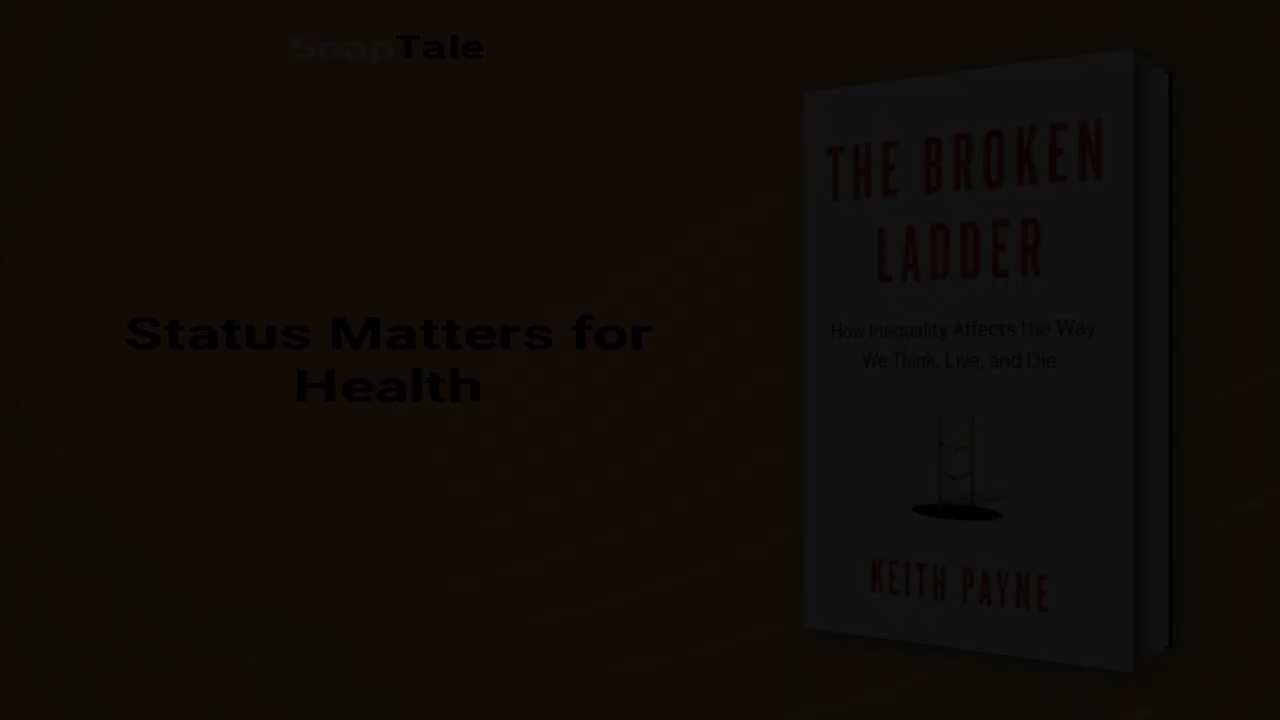 SnapTale
Status Matters for
Health
THE BROKEN
LADDER
How Inequality Affects the Way
We Think, Live, and Die
KEITH PAYNE